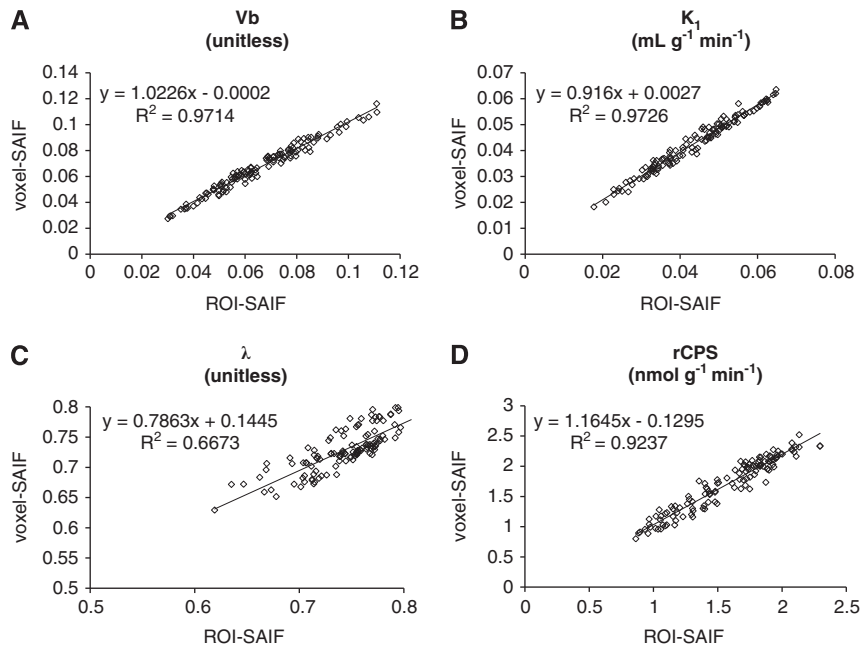 A
Vb
(unitless)
y = 1.0226x - 0.0002
R² = 0.9714
voxel-SAIF
0.14
0.12
0.1
0.08
0.06
0.04
0.02
0
0 0.02 0.04 0.06 0.08 0.1 0.12
ROI-SAIF
B
K₁
(mL g⁻¹ min⁻¹)
y = 0.916x + 0.0027
R² = 0.9726
voxel-SAIF
0.07
0.06
0.05
0.04
0.03
0.02
0.01
0
0 0.02 0.04 0.06 0.08
ROI-SAIF
C
λ
(unitless)
y = 0.7863x + 0.1445
R² = 0.6673
voxel-SAIF
0.8
0.75
0.7
0.65
0.6
0.55
0.5
0.5 0.6 0.7 0.8
ROI-SAIF
D
rCPS
(nmol g⁻¹ min⁻¹)
y = 1.1645x - 0.1295
R² = 0.9237
voxel-SAIF
3
2.5
2
1.5
1
0.5
0
0 0.5 1 1.5 2 2.5
ROI-SAIF